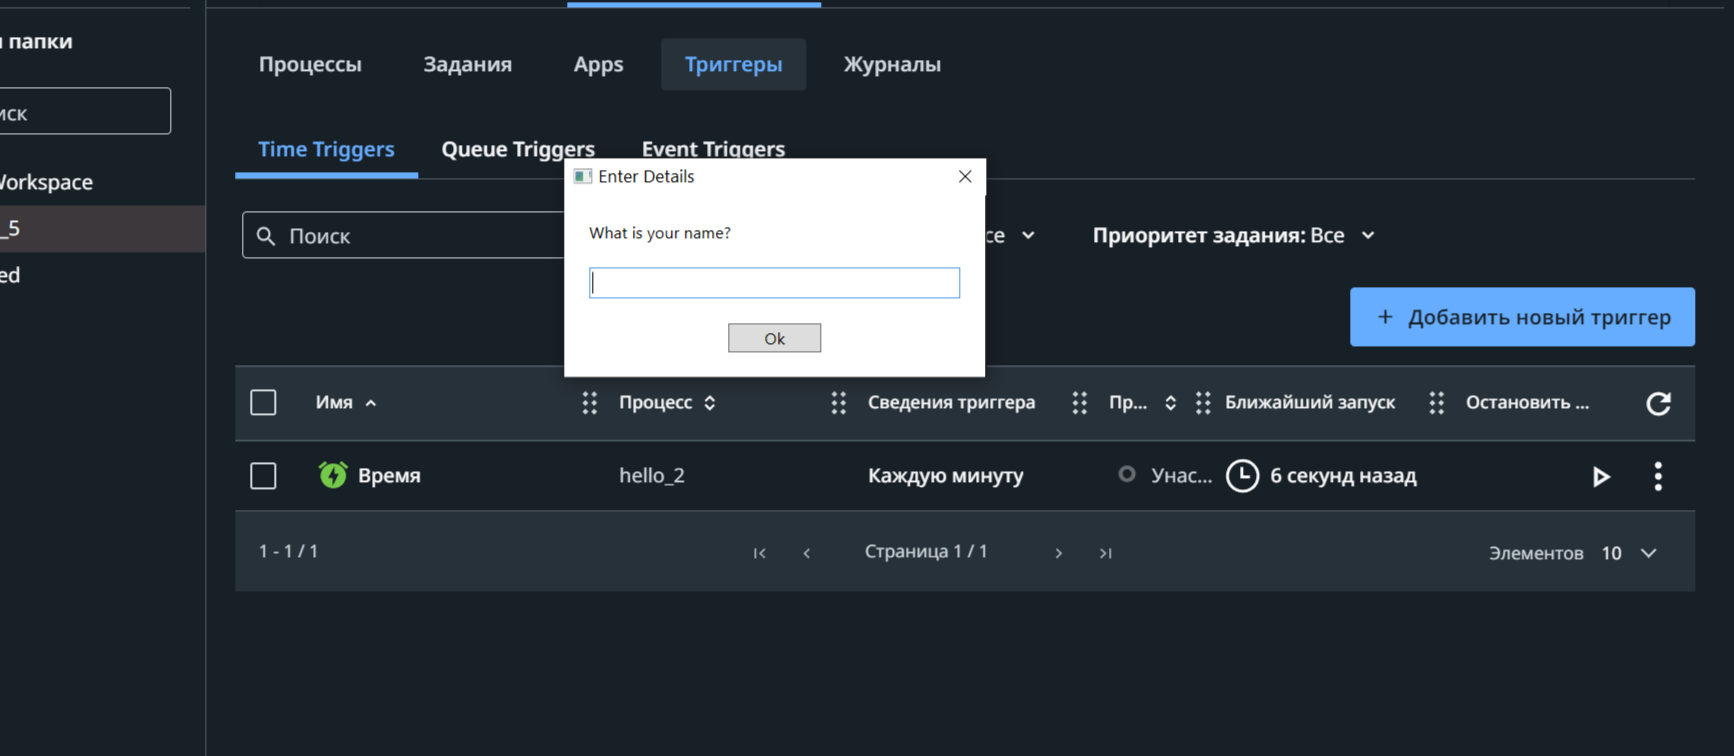 папки
Процессы Задания Apps Триггеры Журналы
иск
Time Triggers Queue Triggers Event Triggers
Enter Details
Workspace
_5
What is your name?
Поиск
се Приоритет задания: Все
ed
+ Добавить новый триггер
Ok
Имя Процесс Сведения триггера Пр... Ближайший запуск Остановить ...
Время hello_2 Каждую минуту Унас... 6 секунд назад
1 - 1 / 1 Страница 1 / 1 Элементов 10